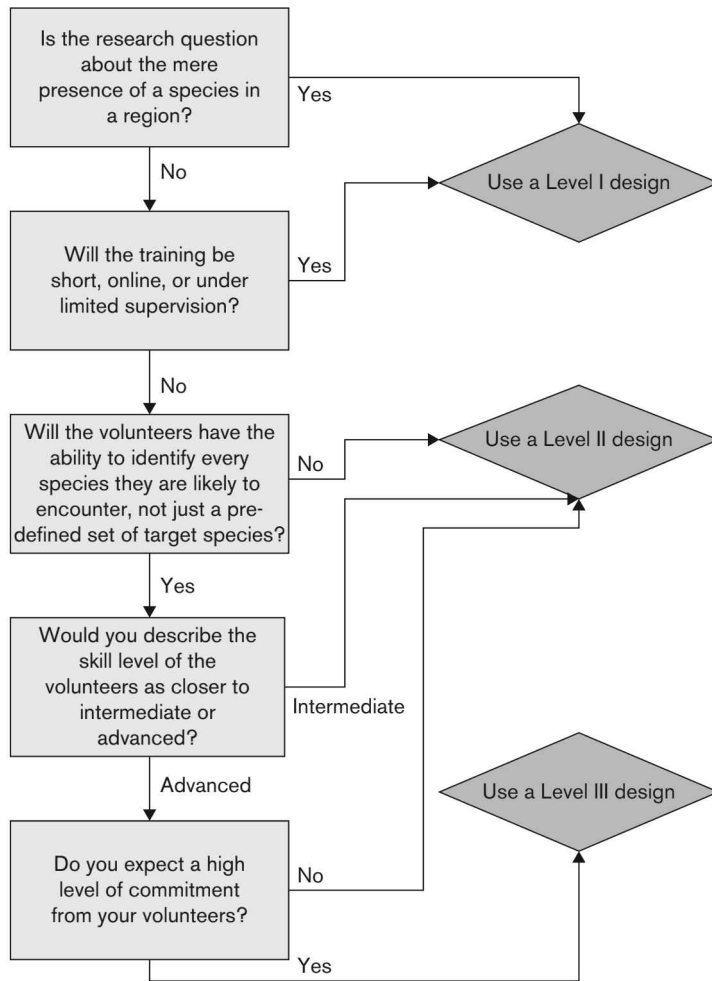 Is the research question
about the mere
presence of a species in
a region?
Yes
Use a Level I design
No
Will the training be
short, online, or under
limited supervision?
Yes
No
Will the volunteers have the
ability to identify every
species they are likely to
encounter, not just a pre-
defined set of target species?
No
Use a Level II design
Yes
Would you describe the
skill level of the
volunteers as closer to
intermediate or
advanced?
Intermediate
Advanced
Use a Level III design
Do you expect a high
level of commitment
from your volunteers?
No
Yes